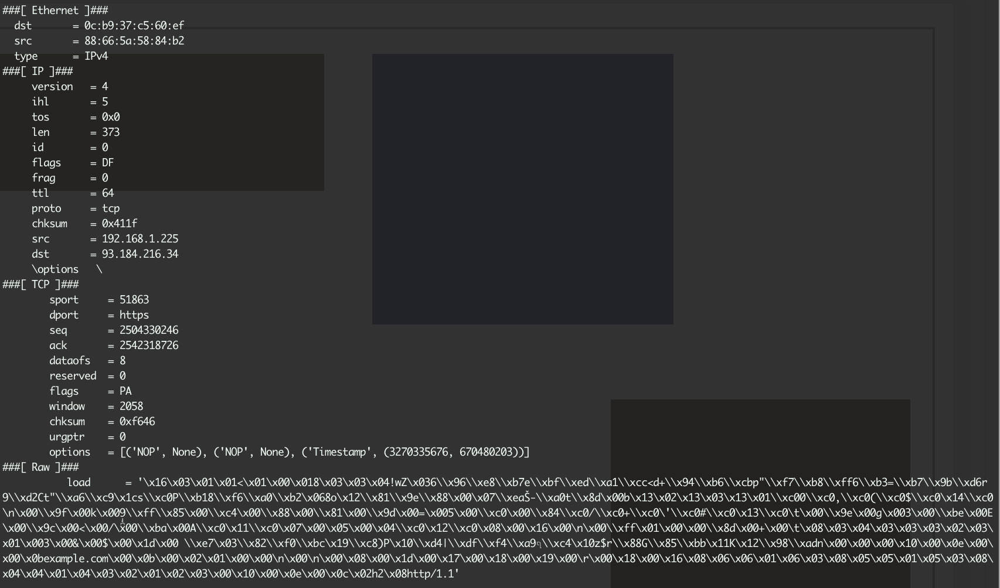 ###[ Ethernet ]###
  dst       = 0c:b9:37:c5:60:ef
  src       = 88:66:5a:58:84:b2
  type      = IPv4
###[ IP ]###
     version   = 4
     ihl       = 5
     tos       = 0x0
     len       = 373
     id        = 0
     flags     = DF
     frag      = 0
     ttl       = 64
     proto     = tcp
     chksum    = 0x411f
     src       = 192.168.1.225
     dst       = 93.184.216.34
     \options   \
###[ TCP ]###
        sport     = 51863
        dport     = https
        seq       = 2504330246
        ack       = 2542318726
        dataofs   = 8
        reserved  = 0
        flags     = PA
        window    = 2058
        chksum    = 0xf646
        urgptr    = 0
        options   = [('NOP', None), ('NOP', None), ('Timestamp', (3270335676, 670480203))]
###[ Raw ]###
           load      = '\x16\x03\x01\x01<\x01\x00\x018\x03\x03\x04!wZ\x036\\x96\\xe8\\xb7e\\xbf\\xed\\xa1\\xcc<d+\\x94\\xb6\\xcbp"\\xf7\\xb8\\xff6\\xb3=\\xb7\\x9b\\xd6r
9\\xd2Ct"\\xa6\\xc9\x1cs\\xc0P\\xb18\\xf6\\xa0\\xb2\x068o\x12\\x81\\x9e\\x88\x00\x07\\xeaŠ-\\xa0t\\x8d\x00b\x13\x02\x13\x03\x13\x01\\xc00\\xc0,\\xc0(\\xc0$\\xc0\x14\\xc0
\n\x00\\x9f\x00k\x009\\xff\\x85\x00\\xc4\x00\\x88\x00\\x81\x00\\x9d\x00=\x005\x00\\xc0\x00\\x84\\xc0/\\xc0+\\xc0\'\\xc0#\\xc0\x13\\xc0\t\x00\\x9e\x00g\x003\x00\\xbe\x00E
\x00\\x9c\x00<\x00/\x00\\xba\x00A\\xc0\x11\\xc0\x07\x00\x05\x00\x04\\xc0\x12\\xc0\x08\x00\x16\x00\n\x00\\xff\x01\x00\x00\\x8d\x00+\x00\t\x08\x03\x04\x03\x03\x03\x02\x03\
x01\x003\x00&\x00$\x00\x1d\x00 \\xe7\x03\\x82\\xf0\\xbc\x19\\xc8)P\x10\\xd4|\\xdf\\xf4\\xa9\\xc4\x10z$r\\x88G\\x85\\xbb\x11K\x12\\x98\\xadn\x00\x00\x00\x10\x00\x0e\x00\
x00\x0bexample.com\x00\x0b\x00\x02\x01\x00\x00\n\x00\n\x00\x08\x00\x1d\x00\x17\x00\x18\x00\x19\x00\r\x00\x18\x00\x16\x08\x06\x06\x01\x06\x03\x08\x05\x05\x01\x05\x03\x08\
x04\x04\x01\x04\x03\x02\x01\x02\x03\x00\x10\x00\x0e\x00\x0c\x02h2\x08http/1.1'